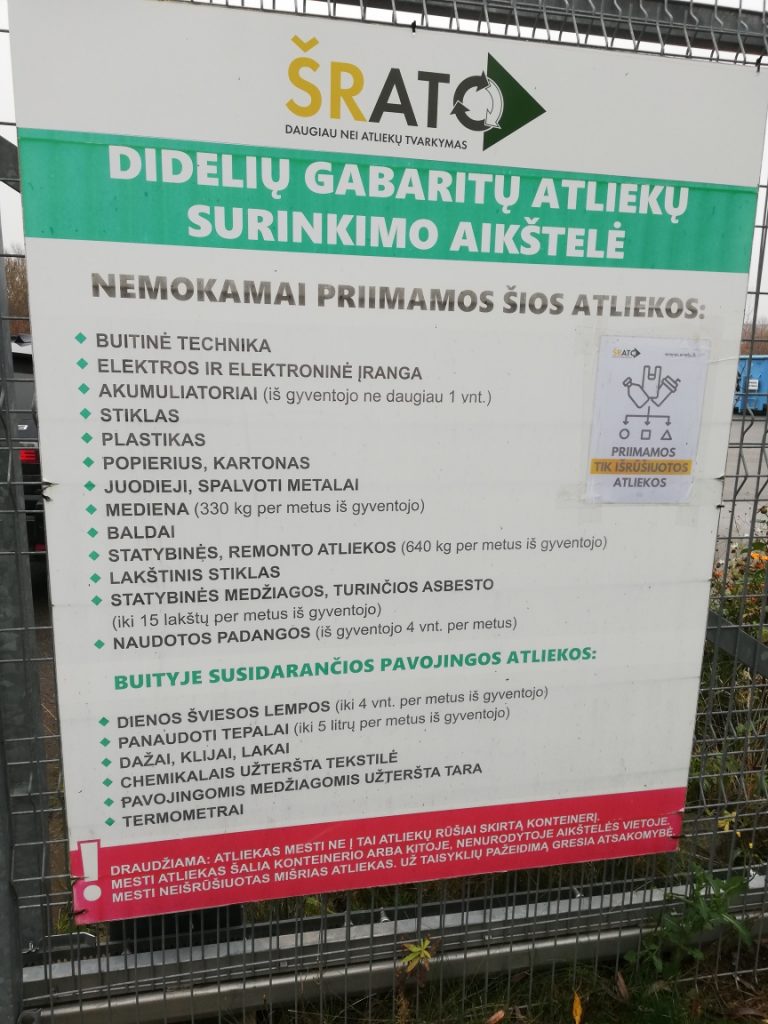 ŠRATC
DAUGIAU NEI ATLIEKŲ TVARKYMAS
DIDELIŲ GABARITŲ ATLIEKŲ
SURINKIMO AIKŠTELĖ
NEMOKAMAI PRIIMAMOS ŠIOS ATLIEKOS:
BUITINĖ TECHNIKA
ELEKTROS IR ELEKTRONINĖ ĮRANGA
AKUMULIATORIAI (iš gyventojo ne daugiau 1 vnt.)
STIKLAS
PLASTIKAS
POPIERIUS, KARTONAS
JUODIEJI, SPALVOTI METALAI
MEDIENA (330 kg per metus iš gyventojo)
BALDAI
STATYBINĖS, REMONTO ATLIEKOS (640 kg per metus iš gyventojo)
LAKŠTINIS STIKLAS
STATYBINĖS MEDŽIAGOS, TURINČIOS ASBESTO
(iki 15 lakštų per metus iš gyventojo)
NAUDOTOS PADANGOS (iš gyventojo 4 vnt. per metus)
ŠRATC www.sratc.lt
PRIIMAMOS
TIK IŠRŪŠIUOTOS
ATLIEKOS
BUITYJE SUSIDARANČIOS PAVOJINGOS ATLIEKOS:
DIENOS ŠVIESOS LEMPOS (iki 4 vnt. per metus iš gyventojo)
PANAUDOTI TEPALAI (iki 5 litrų per metus iš gyventojo)
DAŽAI, KLIJAI, LAKAI
CHEMIKALAIS UŽTERŠTA TEKSTILĖ
PAVOJINGOMIS MEDŽIAGOMIS UŽTERŠTA TARA
TERMOMETRAI
! DRAUDŽIAMA: ATLIEKAS MESTI NE Į TAI ATLIEKŲ RŪŠIAI SKIRTĄ KONTEINERĮ.
MESTI ATLIEKAS ŠALIA KONTEINERIO ARBA KITOJE, NENURODYTOJE AIKŠTELĖS VIETOJE.
MESTI NEIŠRŪŠIUOTAS MIŠRIAS ATLIEKAS. UŽ TAISYKLIŲ PAŽEIDIMĄ GRESIA ATSAKOMYBĖ.